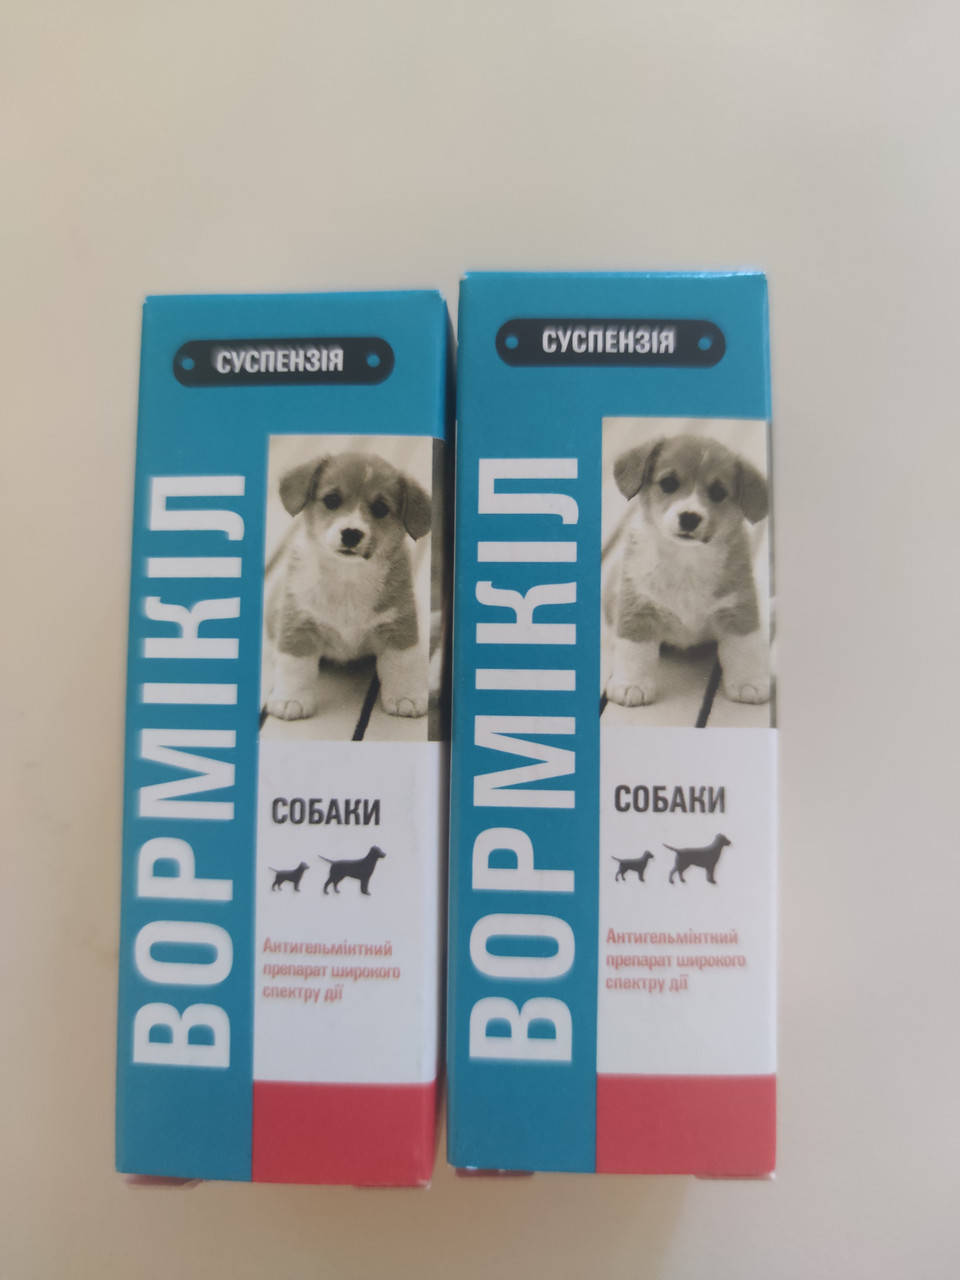 СУСПЕНЗІЯ
ВОРМІКІЛ
СОБАКИ
Антигельмінтний
препарат широкого
спектру дії
СУСПЕНЗІЯ
ВОРМІКІЛ
СОБАКИ
Антигельмінтний
препарат широкого
спектру дії